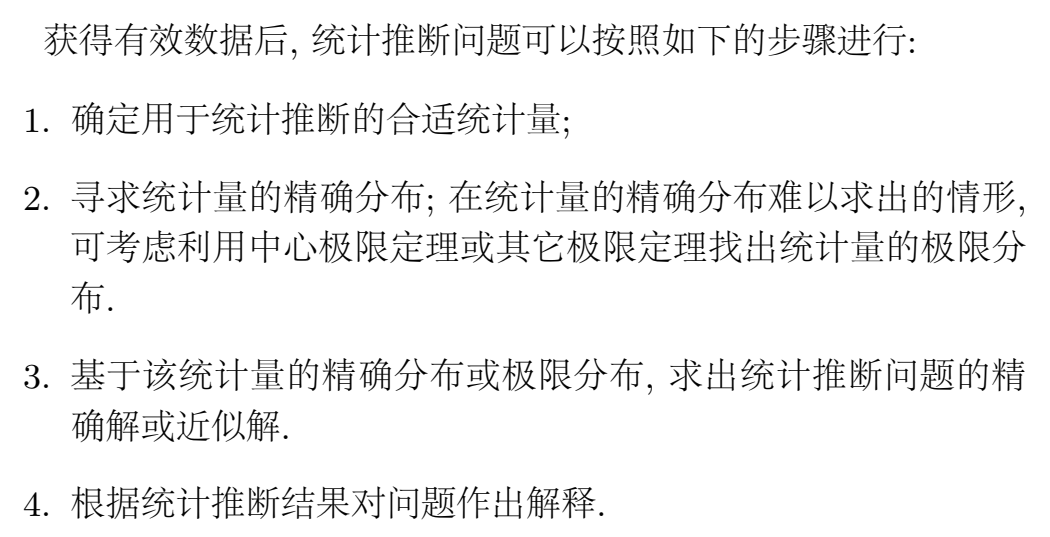 获得有效数据后, 统计推断问题可以按照如下的步骤进行:
1. 确定用于统计推断的合适统计量;
2. 寻求统计量的精确分布; 在统计量的精确分布难以求出的情形,
可考虑利用中心极限定理或其它极限定理找出统计量的极限分
布.
3. 基于该统计量的精确分布或极限分布, 求出统计推断问题的精
确解或近似解.
4. 根据统计推断结果对问题作出解释.